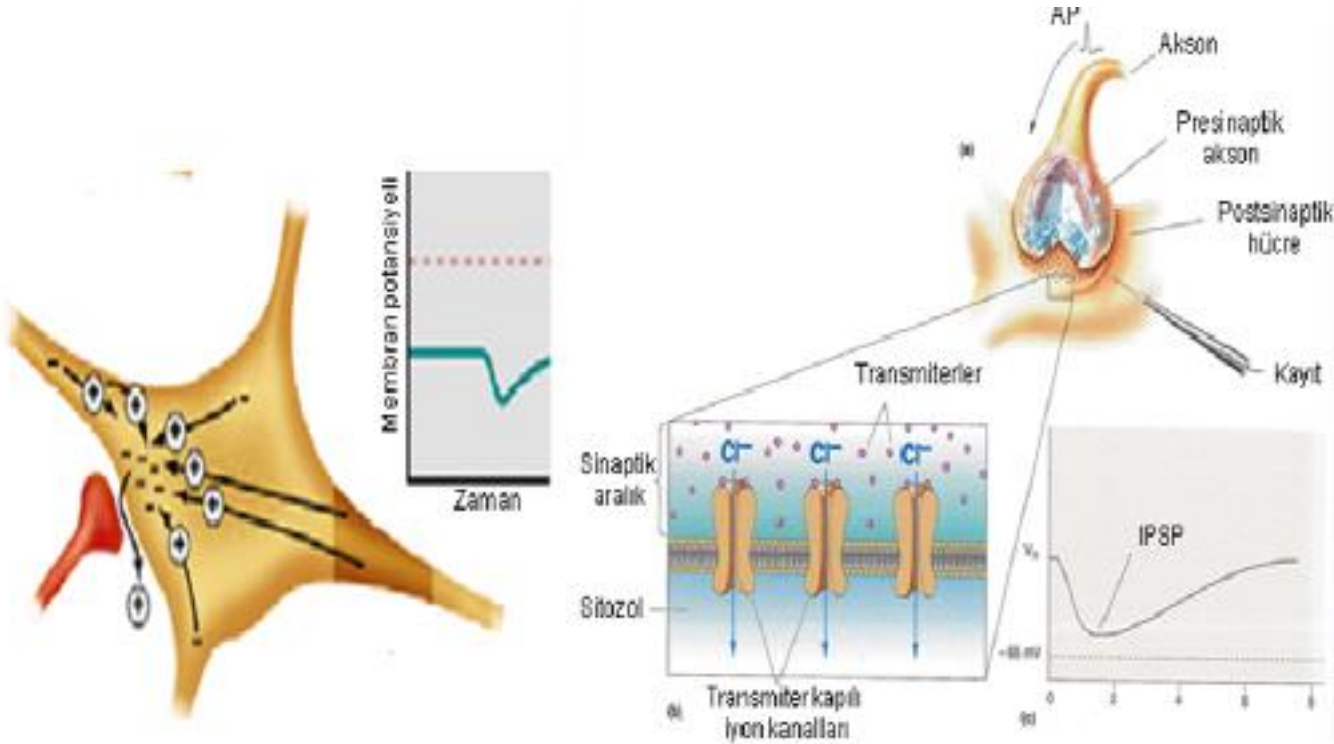 AP
Akson
(a)
Presinaptik
akson
Postsinaptik
hücre
Kayıt
Membran potansiyeli
Zaman
Transmiterler
Sinaptik
aralık
Cl⁻ Cl⁻ Cl⁻
Sitozol
(b)
Transmiter kapılı
iyon kanalları
IPSP
0 2 4 6 8
(c)